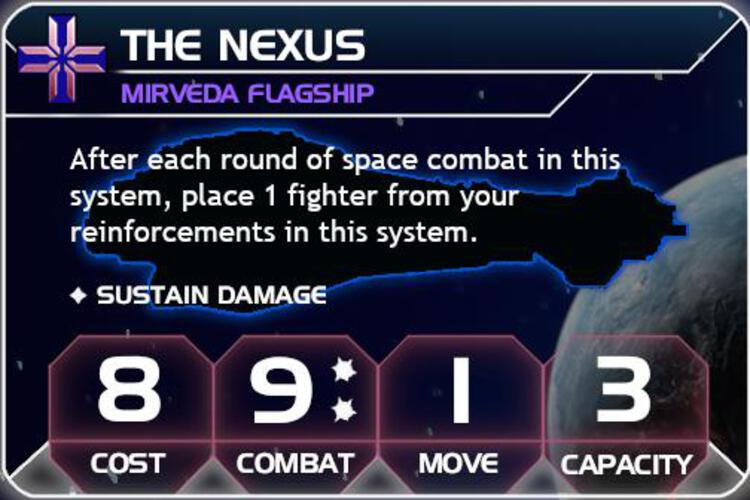 THE NEXUS
MIRVEDA FLAGSHIP
After each round of space combat in this
system, place 1 fighter from your
reinforcements in this system.
SUSTAIN DAMAGE
8 9 1 3
COST COMBAT MOVE CAPACITY